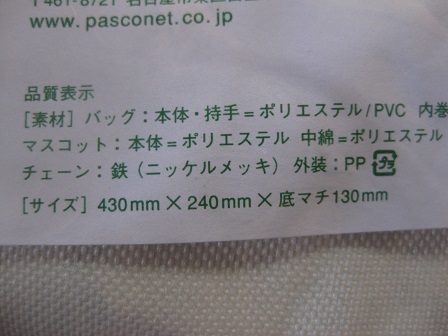 www.pasconet.co.jp
品質表示
[素材] バッグ：本体・持手＝ポリエステル/PVC 内巻
マスコット：本体＝ポリエステル 中綿＝ポリエステル
チェーン：鉄（ニッケルメッキ） 外装：PP プラ
[サイズ] 430mm×240mm×底マチ130mm